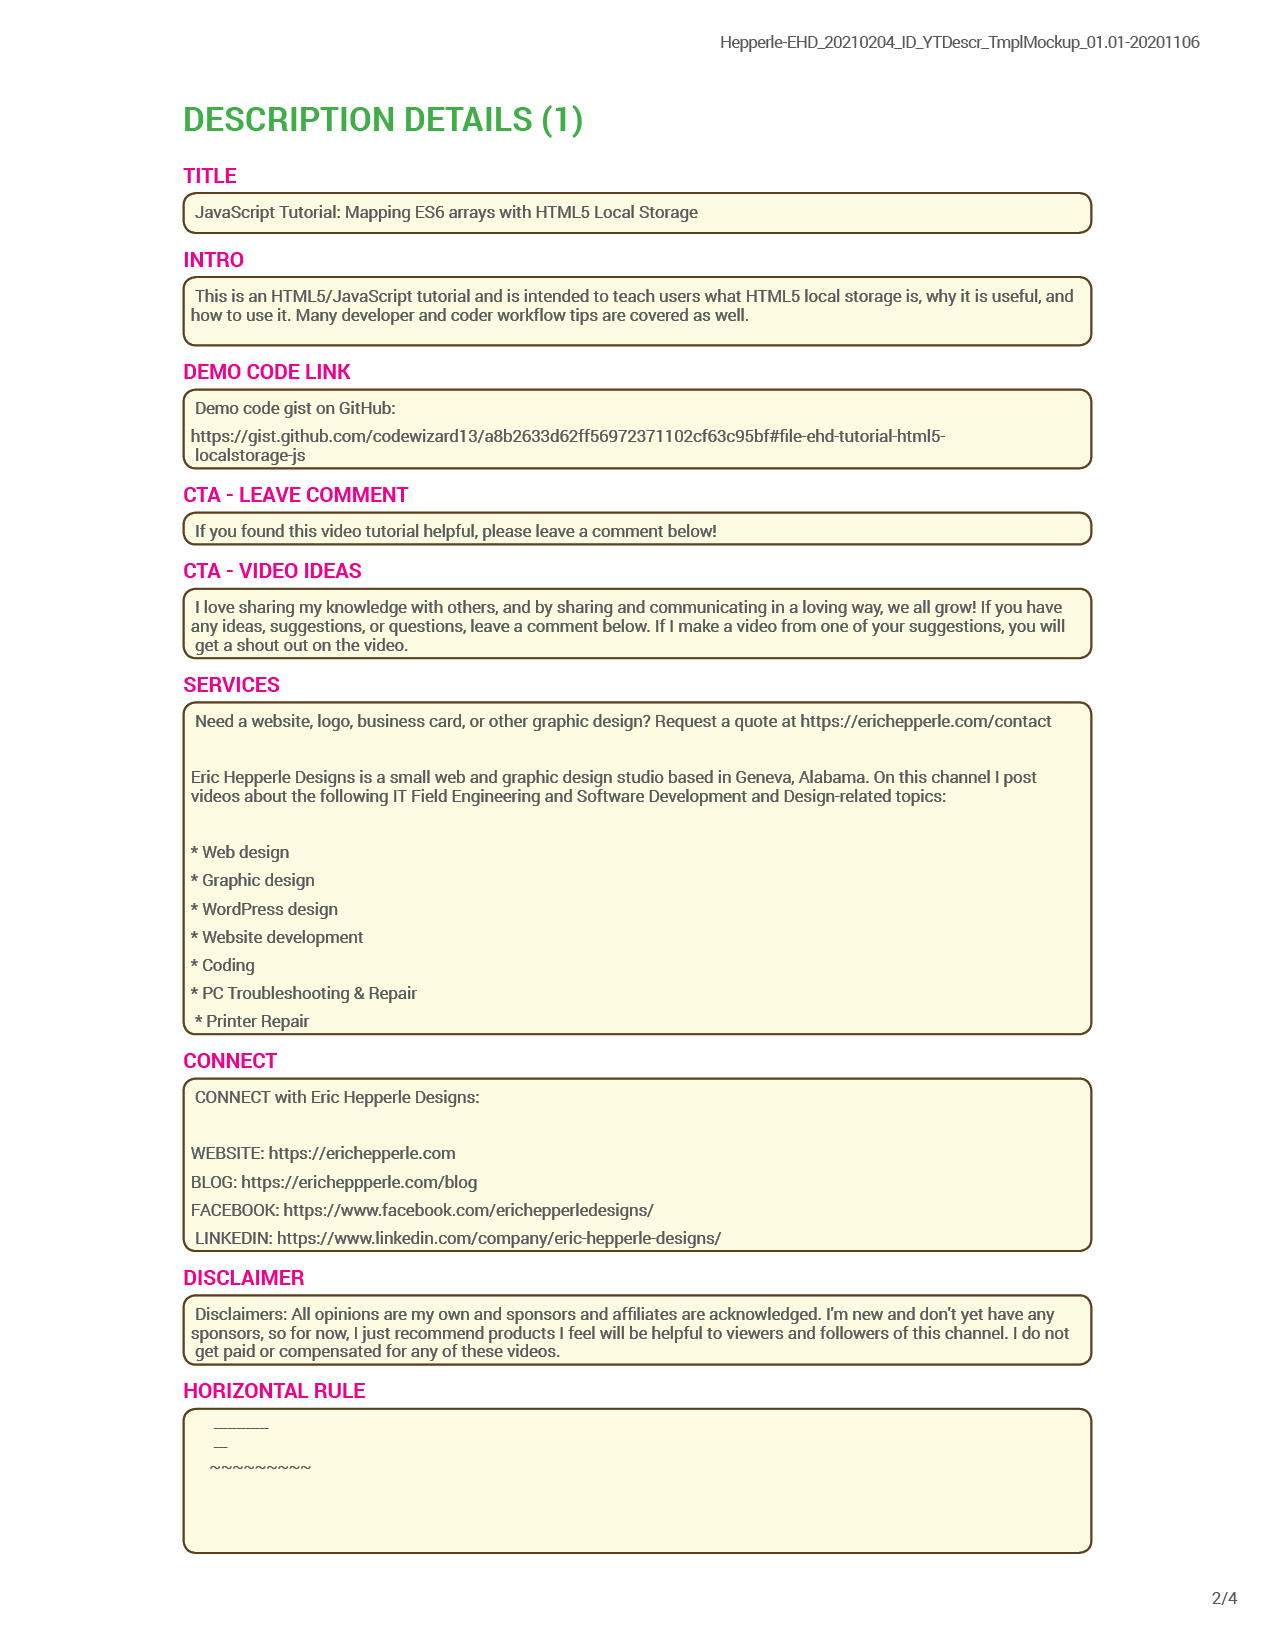 Hepperle-EHD_20210204_ID_YTDescr_TmplMockup_01.01-20201106
DESCRIPTION DETAILS (1)
TITLE
JavaScript Tutorial: Mapping ES6 arrays with HTML5 Local Storage
INTRO
This is an HTML5/JavaScript tutorial and is intended to teach users what HTML5 local storage is, why it is useful, and
how to use it. Many developer and coder workflow tips are covered as well.
DEMO CODE LINK
Demo code gist on GitHub:
https://gist.github.com/codewizard13/a8b2633d62ff56972371102cf63c95bf#file-ehd-tutorial-html5-
localstorage-js
CTA - LEAVE COMMENT
If you found this video tutorial helpful, please leave a comment below!
CTA - VIDEO IDEAS
I love sharing my knowledge with others, and by sharing and communicating in a loving way, we all grow! If you have
any ideas, suggestions, or questions, leave a comment below. If I make a video from one of your suggestions, you will
get a shout out on the video.
SERVICES
Need a website, logo, business card, or other graphic design? Request a quote at https://erichepperle.com/contact
Eric Hepperle Designs is a small web and graphic design studio based in Geneva, Alabama. On this channel I post
videos about the following IT Field Engineering and Software Development and Design-related topics:
* Web design
* Graphic design
* WordPress design
* Website development
* Coding
* PC Troubleshooting & Repair
* Printer Repair
CONNECT
CONNECT with Eric Hepperle Designs:
WEBSITE: https://erichepperle.com
BLOG: https://ericheppperle.com/blog
FACEBOOK: https://www.facebook.com/erichepperledesigns/
LINKEDIN: https://www.linkedin.com/company/eric-hepperle-designs/
DISCLAIMER
Disclaimers: All opinions are my own and sponsors and affiliates are acknowledged. I'm new and don't yet have any
sponsors, so for now, I just recommend products I feel will be helpful to viewers and followers of this channel. I do not
get paid or compensated for any of these videos.
HORIZONTAL RULE
————
—
~~~~~~~~~
2/4